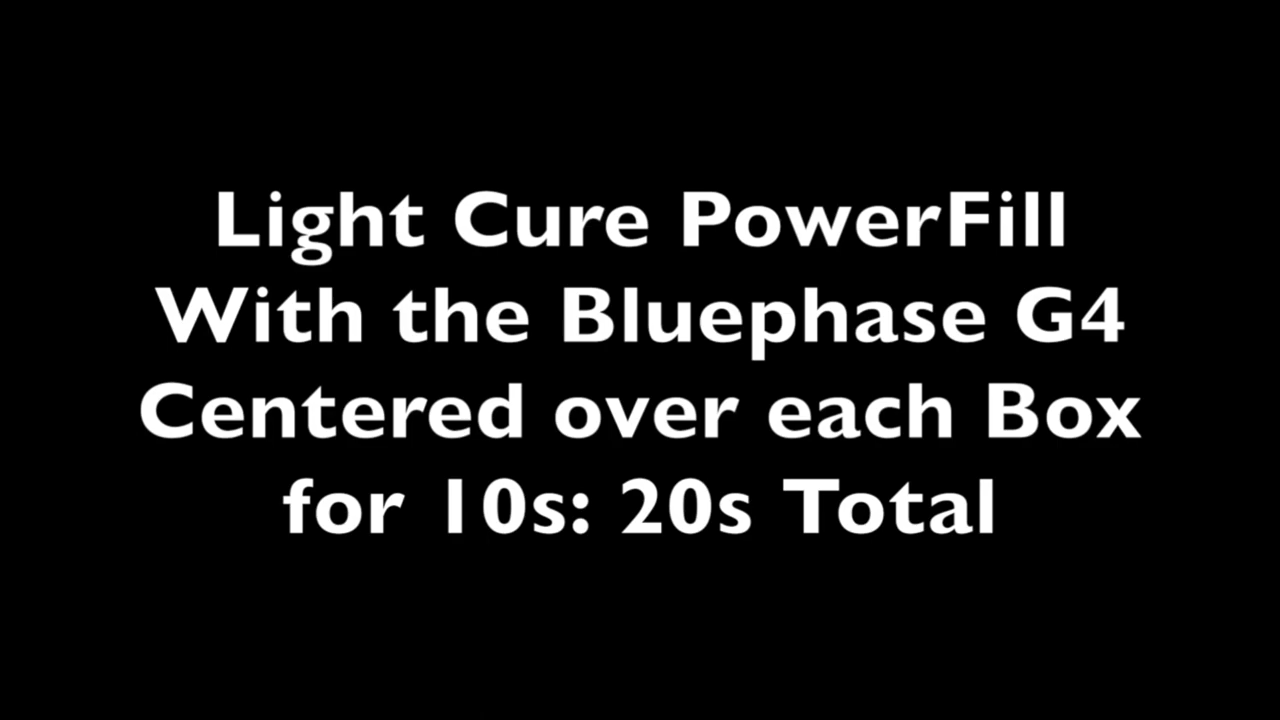 Light Cure PowerFill
With the Bluephase G4
Centered over each Box
for 10s: 20s Total